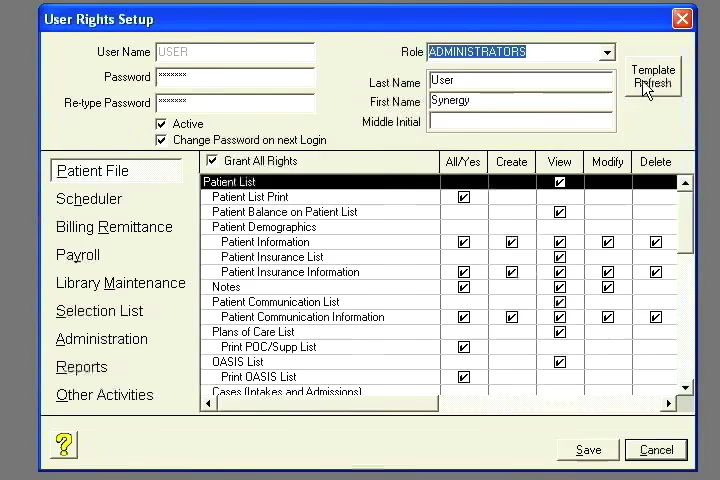 User Rights Setup
User Name USER Role ADMINISTRATORS
Password ******* Last Name User
Template Refresh
Re-type Password ******* First Name Synergy
Middle Initial
Active
Change Password on next Login
Patient File
Scheduler
Billing Remittance
Payroll
Library Maintenance
Selection List
Administration
Reports
Other Activities
Grant All Rights All/Yes Create View Modify Delete
Patient List
Patient List Print
Patient Balance on Patient List
Patient Demographics
Patient Information
Patient Insurance List
Patient Insurance Information
Notes
Patient Communication List
Patient Communication Information
Plans of Care List
Print POC/Supp List
OASIS List
Print OASIS List
Cases (Intakes and Admissions)
? Save Cancel